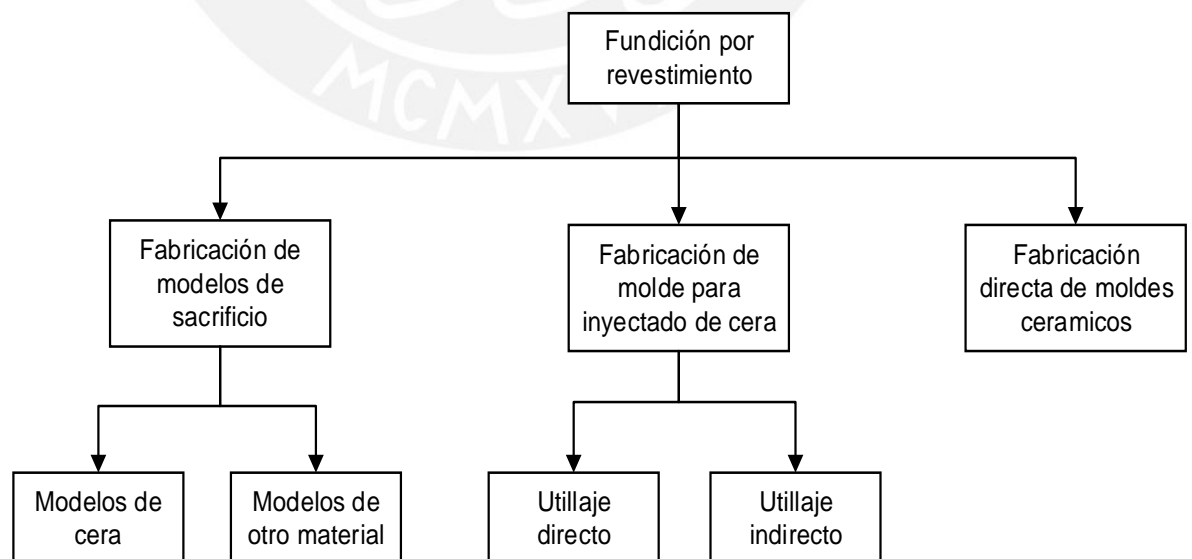 MCMXV
Fundición por
revestimiento
Fabricación de
modelos de
sacrificio
Fabricación de
molde para
inyectado de cera
Fabricación
directa de moldes
ceramicos
Modelos de
cera
Modelos de
otro material
Utillaje
directo
Utillaje
indirecto